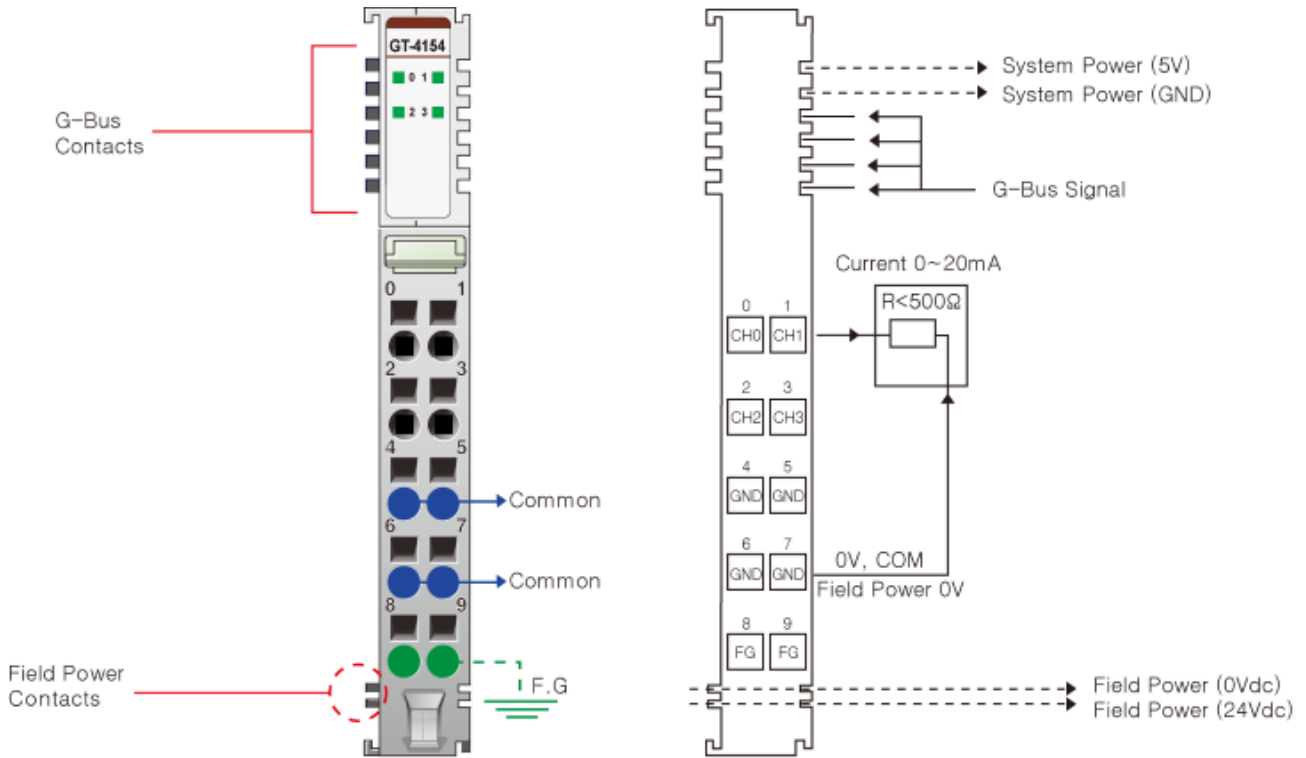 GT-4154
0 1
2 3
G-Bus
Contacts
0 1
2 3
4 5
Common
6 7
Common
8 9
F.G
Field Power
Contacts
System Power (5V)
System Power (GND)
G-Bus Signal
Current 0~20mA
R<500Ω
0 1
CH0 CH1
2 3
CH2 CH3
4 5
GND GND
6 7
GND GND
0V, COM
Field Power 0V
8 9
FG FG
Field Power (0Vdc)
Field Power (24Vdc)